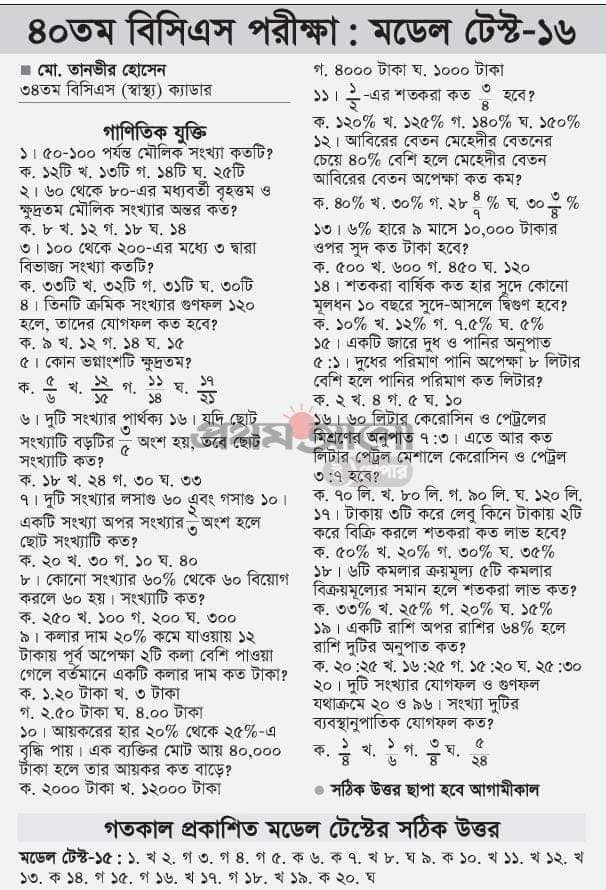 ৪০তম বিসিএস পরীক্ষা : মডেল টেস্ট-১৬
■ মো. তানভীর হোসেন
৩৪তম বিসিএস (স্বাস্থ্য) ক্যাডার
গাণিতিক যুক্তি
১। ৫০-১০০ পর্যন্ত মৌলিক সংখ্যা কতটি?
ক. ১২টি খ. ১৩টি গ. ১৪টি ঘ. ২৫টি
২। ৬০ থেকে ৮০-এর মধ্যবর্তী বৃহত্তম ও
ক্ষুদ্রতম মৌলিক সংখ্যার অন্তর কত?
ক. ৮ খ. ১২ গ. ১৮ ঘ. ১৪
৩। ১০০ থেকে ২০০-এর মধ্যে ৩ দ্বারা
বিভাজ্য সংখ্যা কতটি?
ক. ৩৩টি খ. ৩২টি গ. ৩১টি ঘ. ৩০টি
৪। তিনটি ক্রমিক সংখ্যার গুণফল ১২০
হলে, তাদের যোগফল কত হবে?
ক. ৯ খ. ১২ গ. ১৪ ঘ. ১৫
৫। কোন ভগ্নাংশটি ক্ষুদ্রতম?
ক. ৫/৬ খ. ১২/১৫ গ. ১১/১৪ ঘ. ১৭/২১
৬। দুটি সংখ্যার পার্থক্য ১৬। যদি ছোট
সংখ্যাটি বড়টির ৩/৫ অংশ হয়, তবে ছোট
সংখ্যাটি কত?
ক. ১৮ খ. ২৪ গ. ৩০ ঘ. ৩৩
৭। দুটি সংখ্যার লসাগু ৬০ এবং গসাগু ১০।
একটি সংখ্যা অপর সংখ্যার ২/৩ অংশ হলে
ছোট সংখ্যাটি কত?
ক. ২০ খ. ৩০ গ. ১০ ঘ. ৪০
৮। কোনো সংখ্যার ৬০% থেকে ৬০ বিয়োগ
করলে ৬০ হয়। সংখ্যাটি কত?
ক. ২৫০ খ. ১০০ গ. ২০০ ঘ. ৩০০
৯। কলার দাম ২০% কমে যাওয়ায় ১২
টাকায় পূর্ব অপেক্ষা ২টি কলা বেশি পাওয়া
গেলে বর্তমানে একটি কলার দাম কত টাকা?
ক. ১.২০ টাকা খ. ৩ টাকা
গ. ২.৫০ টাকা ঘ. ৪.০০ টাকা
১০। আয়করের হার ২০% থেকে ২৫%-এ
বৃদ্ধি পায়। এক ব্যক্তির মোট আয় ৪০,০০০
টাকা হলে তার আয়কর কত বাড়ে?
ক. ২০০০ টাকা খ. ১২০০০ টাকা
গ. ৪০০০ টাকা ঘ. ১০০০ টাকা
১১। ১/২-এর শতকরা কত ৩/৪ হবে?
ক. ১২০% খ. ১২৫% গ. ১৪০% ঘ. ১৫০%
১২। আবিরের বেতন মেহেদীর বেতনের
চেয়ে ৪০% বেশি হলে মেহেদীর বেতন
আবিরের বেতন অপেক্ষা কত কম?
ক. ৪০% খ. ৩০% গ. ২৮ ৪/৭ % ঘ. ৩০ ৩/৪ %
১৩। ৬% হারে ৯ মাসে ১০,০০০ টাকার
ওপর সুদ কত টাকা হবে?
ক. ৫০০ খ. ৬০০ গ. ৪৫০ ঘ. ১২০
১৪। শতকরা বার্ষিক কত হার সুদে কোনো
মূলধন ১০ বছরে সুদে-আসলে দ্বিগুণ হবে?
ক. ১০% খ. ১২% গ. ৭.৫% ঘ. ৫%
১৫। একটি জারে দুধ ও পানির অনুপাত
৫ :১। দুধের পরিমাণ পানি অপেক্ষা ৮ লিটার
বেশি হলে পানির পরিমাণ কত লিটার?
ক. ২ খ. ৪ গ. ৫ ঘ. ১০
১৬। ৬০ লিটার কেরোসিন ও পেট্রলের
মিশ্রণের অনুপাত ৭ :৩। এতে আর কত
লিটার পেট্রল মেশালে কেরোসিন ও পেট্রল
৩ :৭ হবে?
ক. ৭০ লি. খ. ৮০ লি. গ. ৯০ লি. ঘ. ১২০ লি.
১৭। টাকায় ৩টি করে লেবু কিনে টাকায় ২টি
করে বিক্রি করলে শতকরা কত লাভ হবে?
ক. ৫০% খ. ২০% গ. ৩০% ঘ. ৩৫%
১৮। ৬টি কমলার ক্রয়মূল্য ৫টি কমলার
বিক্রয়মূল্যের সমান হলে শতকরা লাভ কত?
ক. ৩৩% খ. ২৫% গ. ২০% ঘ. ১৫%
১৯। একটি রাশি অপর রাশির ৬৪% হলে
রাশি দুটির অনুপাত কত?
ক. ২০ :২৫ খ. ১৬ :২৫ গ. ১৫ :২০ ঘ. ২৫ :৩০
২০। দুটি সংখ্যার যোগফল ও গুণফল
যথাক্রমে ২০ ও ৯৬। সংখ্যা দুটির
ব্যবস্থানুপাতিক যোগফল কত?
ক. ১/৪ খ. ১/৬ গ. ৩/৪ ঘ. ৫/২৪
● সঠিক উত্তর ছাপা হবে আগামীকাল
গতকাল প্রকাশিত মডেল টেস্টের সঠিক উত্তর
মডেল টেস্ট-১৫ : ১. খ ২. গ ৩. গ ৪. গ ৫. ক ৬. ক ৭. খ ৮. ঘ ৯. ক ১০. খ ১১. খ ১২. খ
১৩. ক ১৪. গ ১৫. গ ১৬. খ ১৭. গ ১৮. খ ১৯. ক ২০. ঘ
প্রথম আলো